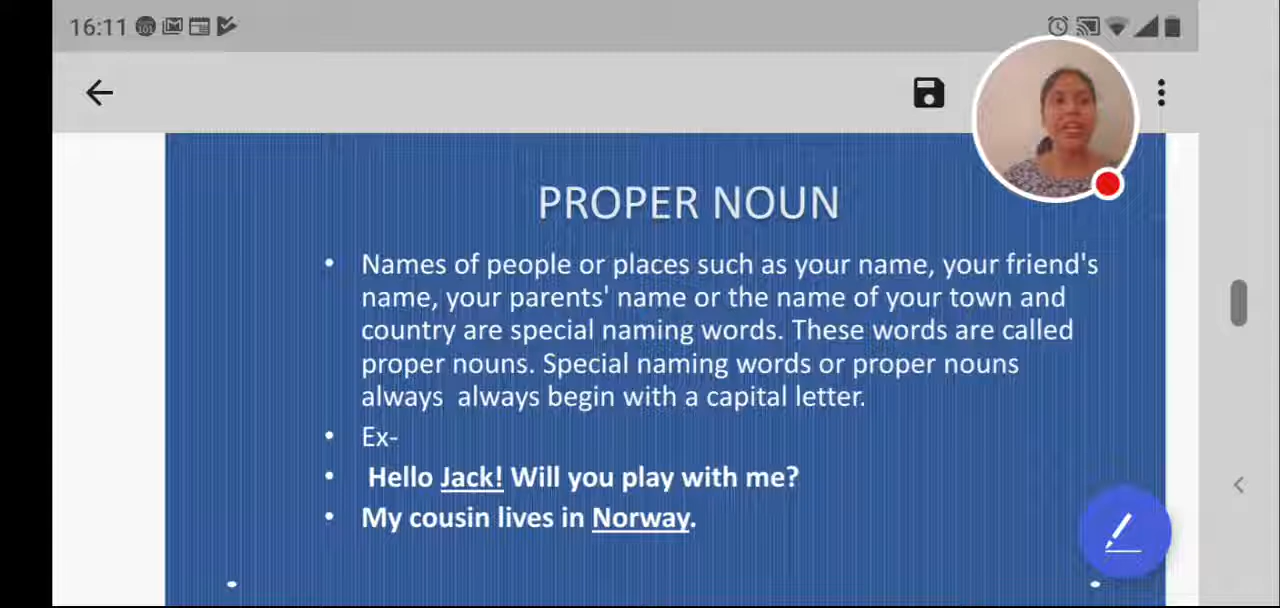 16:11
PROPER NOUN
• Names of people or places such as your name, your friend's
name, your parents' name or the name of your town and
country are special naming words. These words are called
proper nouns. Special naming words or proper nouns
always always begin with a capital letter.
• Ex-
• Hello Jack! Will you play with me?
• My cousin lives in Norway.